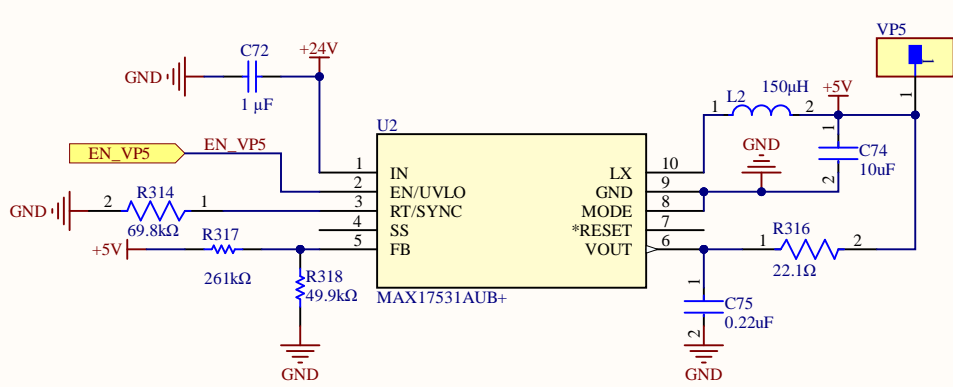 VP5
1
1
C72
+24V
GND
1 µF
L2
150µH
+5V
1
2
1
C74
10uF
2
GND
U2
EN_VP5
EN_VP5
1
IN
2
EN/UVLO
3
RT/SYNC
4
SS
5
FB
LX
10
GND
9
MODE
8
*RESET
7
VOUT
6
GND
2
R314
1
69.8kΩ
+5V
R317
261kΩ
R318
49.9kΩ
GND
MAX17531AUB+
1
R316
2
22.1Ω
1
C75
0.22uF
2
GND